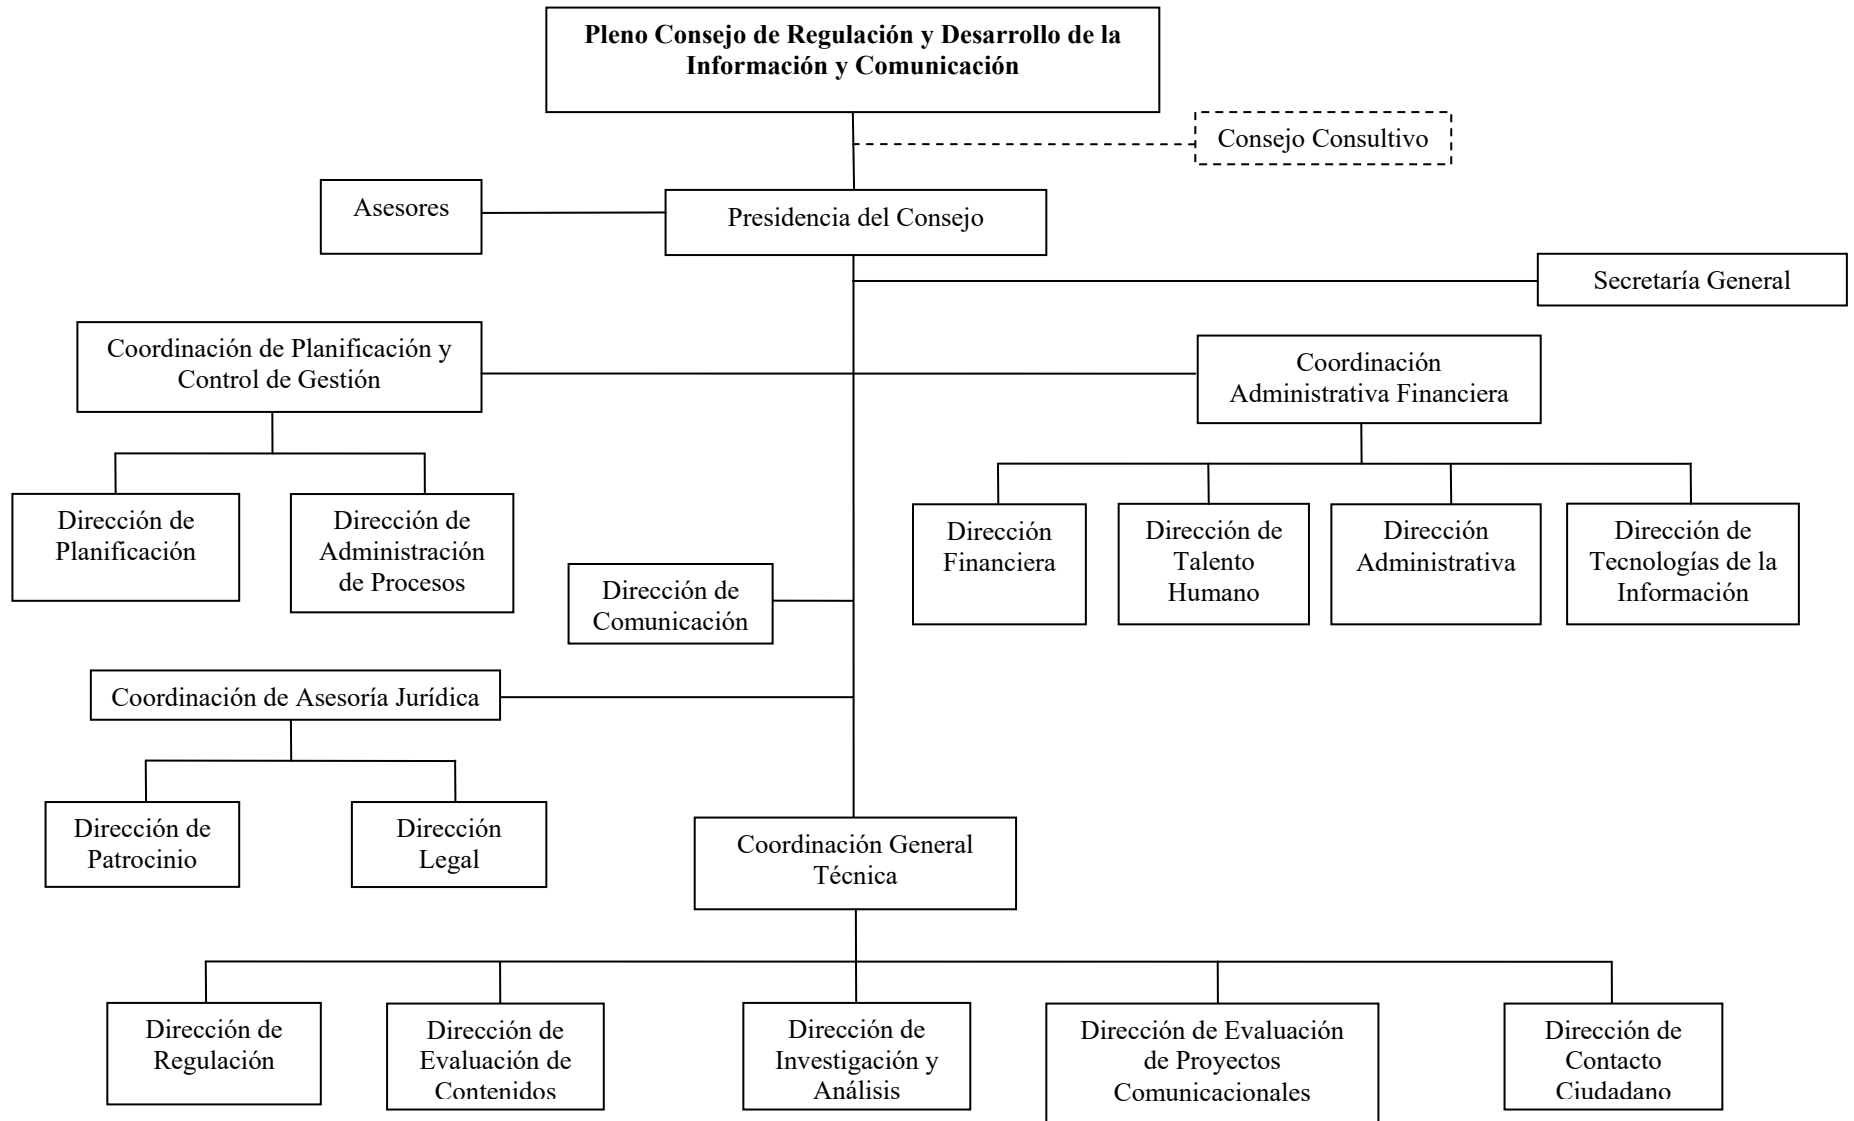 Pleno Consejo de Regulación y Desarrollo de la
Información y Comunicación
Consejo Consultivo
Asesores
Presidencia del Consejo
Secretaría General
Coordinación de Planificación y
Control de Gestión
Coordinación
Administrativa Financiera
Dirección de
Planificación
Dirección de
Administración
de Procesos
Dirección
Financiera
Dirección de
Talento
Humano
Dirección
Administrativa
Dirección de
Tecnologías de la
Información
Dirección de
Comunicación
Coordinación de Asesoría Jurídica
Dirección de
Patrocinio
Dirección
Legal
Coordinación General
Técnica
Dirección de
Regulación
Dirección de
Evaluación de
Contenidos
Dirección de
Investigación y
Análisis
Dirección de Evaluación
de Proyectos
Comunicacionales
Dirección de
Contacto
Ciudadano